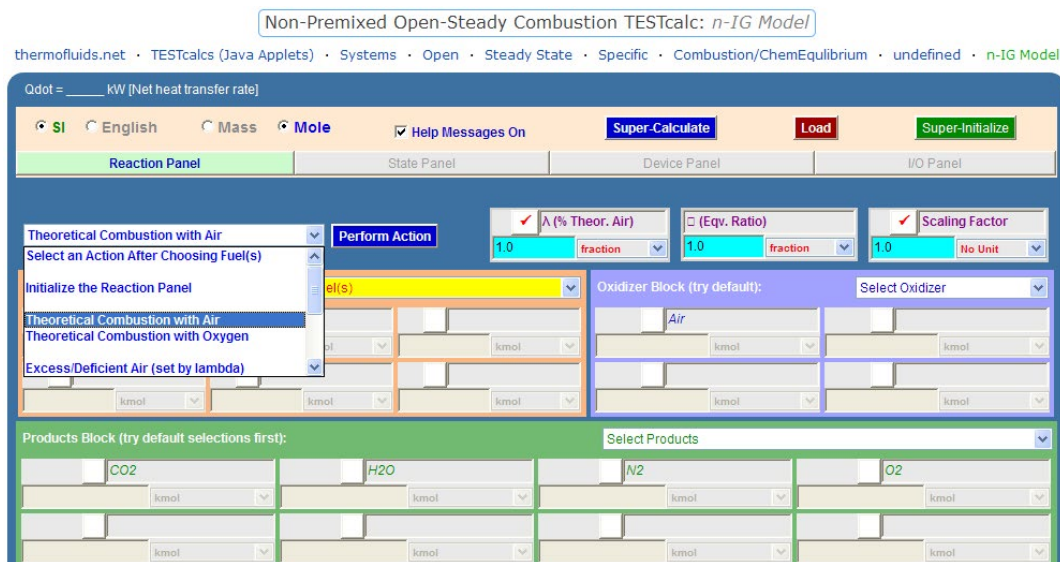 Non-Premixed Open-Steady Combustion TESTcalc: n-IG Model
thermofluids.net · TESTcalcs (Java Applets) · Systems · Open · Steady State · Specific · Combustion/ChemEqulibrium · undefined · n-IG Model
Qdot = ______ kW [Net heat transfer rate]
SI English Mass Mole Help Messages On Super-Calculate Load Super-Initialize
Reaction Panel State Panel Device Panel I/O Panel
λ (% Theor. Air) □ (Eqv. Ratio) Scaling Factor
Theoretical Combustion with Air Perform Action 1.0 fraction 1.0 fraction 1.0 No Unit
Select an Action After Choosing Fuel(s)
Initialize the Reaction Panel el(s) Oxidizer Block (try default): Select Oxidizer
Theoretical Combustion with Air Air
Theoretical Combustion with Oxygen ol kmol kmol kmol
Excess/Deficient Air (set by lambda)
kmol kmol kmol kmol kmol
Products Block (try default selections first): Select Products
CO2 H2O N2 O2
kmol kmol kmol kmol
kmol kmol kmol kmol